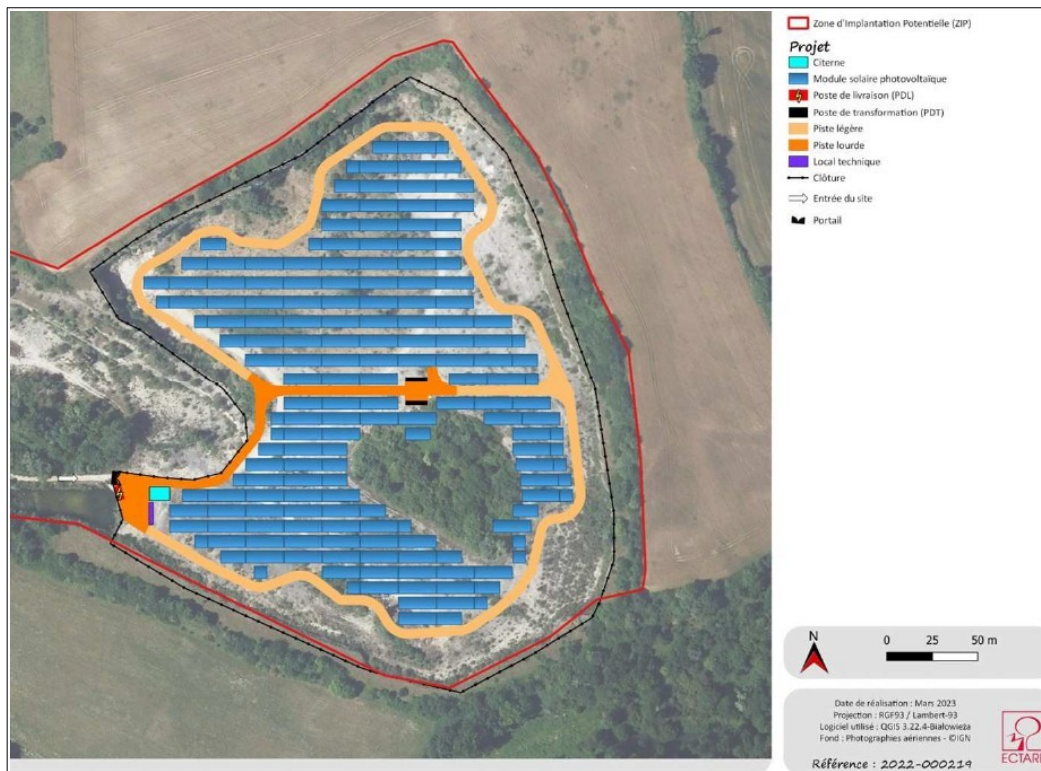 Zone d'Implantation Potentielle (ZIP)
Projet
Citerne
Module solaire photovoltaïque
Poste de livraison (PDL)
Poste de transformation (PDT)
Piste légère
Piste lourde
Local technique
Clôture
Entrée du site
Portail
N
0 25 50 m
Date de réalisation : Mars 2023
Projection : RGF93 / Lambert-93
Logiciel utilisé : QGIS 3.22.4-Białowieża
Fond : Photographies aériennes - ©IGN
Référence : 2022-000219
ECTARE